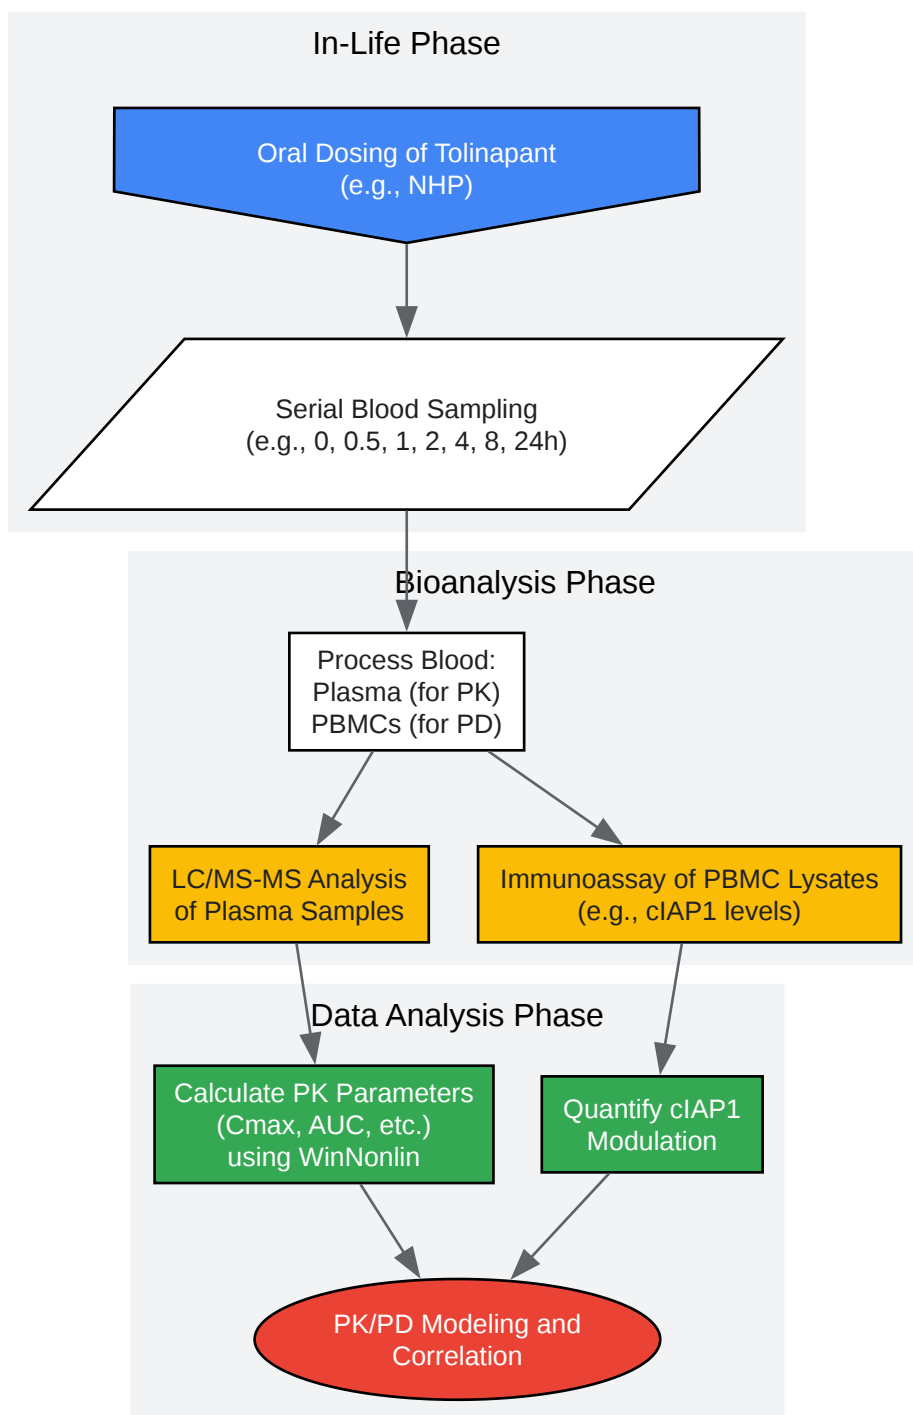 In-Life Phase
Oral Dosing of Tolinapant
(e.g., NHP)
Serial Blood Sampling
(e.g., 0, 0.5, 1, 2, 4, 8, 24h)
Bioanalysis Phase
Process Blood:
Plasma (for PK)
PBMCs (for PD)
LC/MS-MS Analysis
of Plasma Samples
Immunoassay of PBMC Lysates
(e.g., cIAP1 levels)
Data Analysis Phase
Calculate PK Parameters
(Cmax, AUC, etc.)
using WinNonlin
Quantify cIAP1
Modulation
PK/PD Modeling and
Correlation